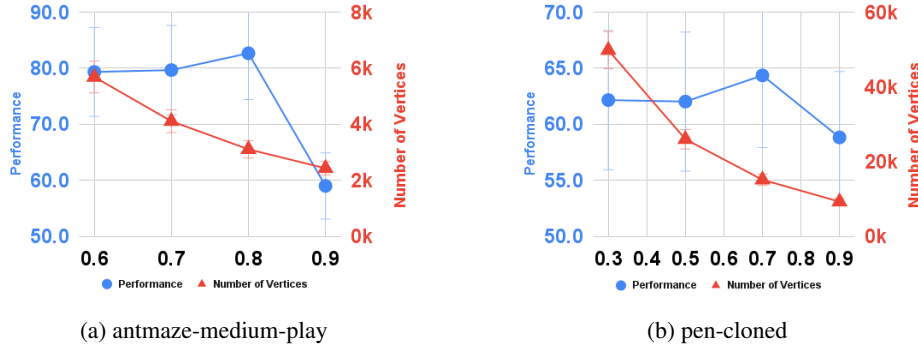 90.0
80.0
70.0
60.0
50.0
Performance
8k
6k
4k
2k
0k
Number of Vertices
0.6 0.7 0.8 0.9
Performance Number of Vertices
(a) antmaze-medium-play
70.0
65.0
60.0
55.0
50.0
Performance
60k
40k
20k
0k
Number of Vertices
0.3 0.4 0.5 0.6 0.7 0.8 0.9
Performance Number of Vertices
(b) pen-cloned